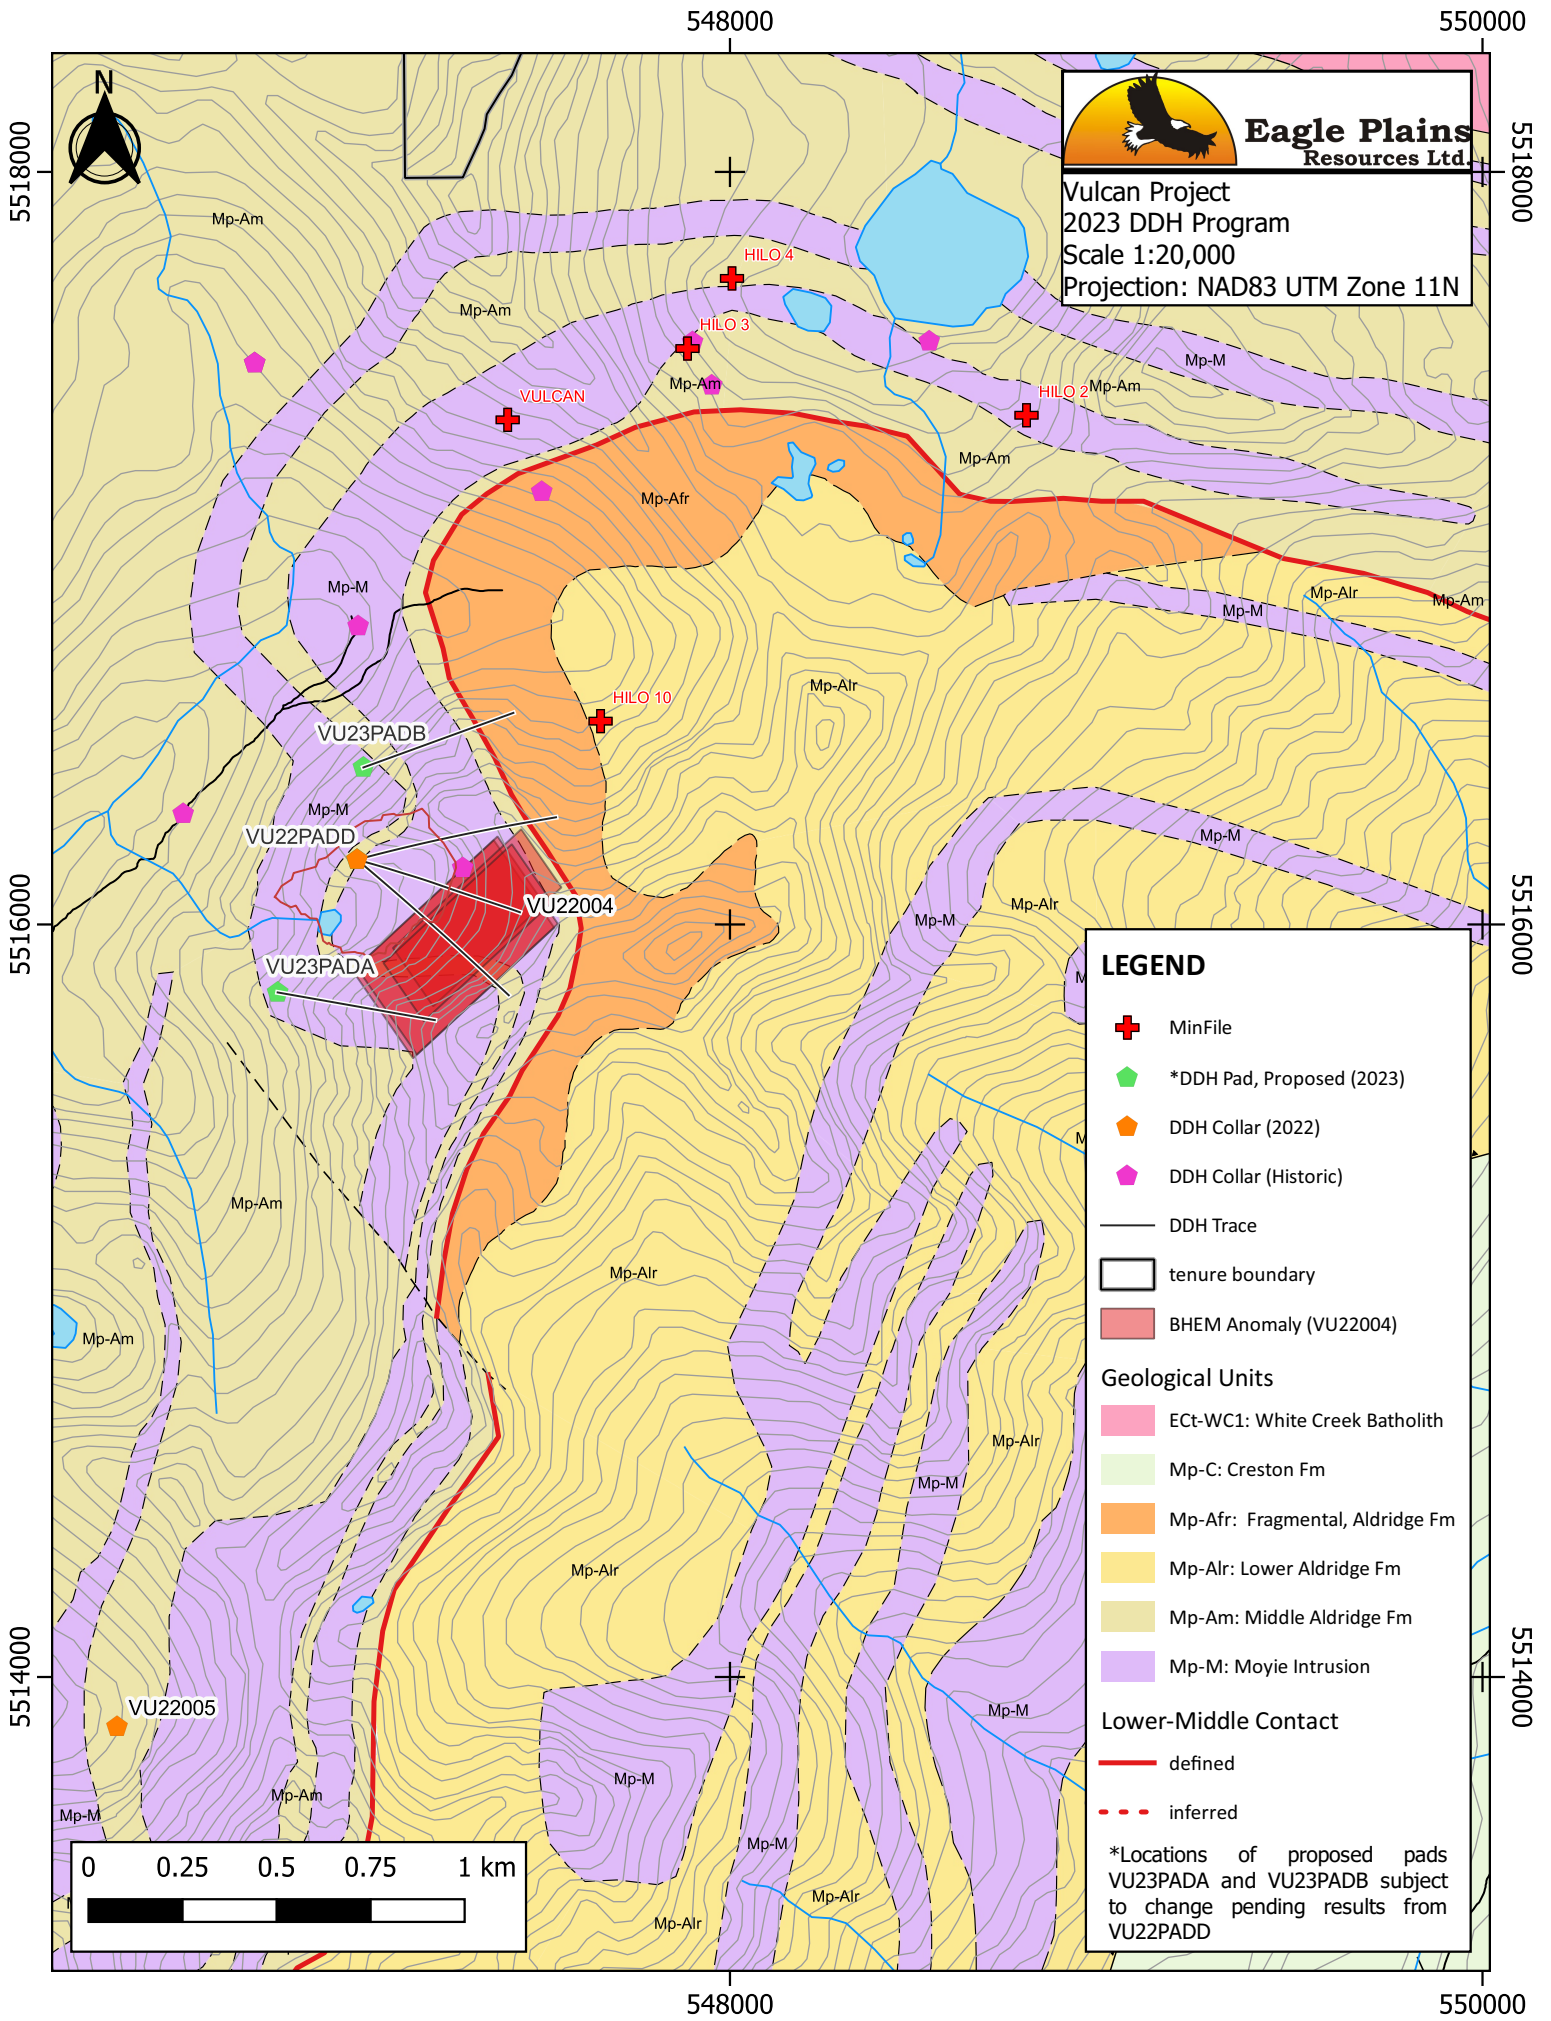 548000
550000
N
5518000
5518000
Eagle Plains
Resources Ltd.
Vulcan Project
2023 DDH Program
Scale 1:20,000
Projection: NAD83 UTM Zone 11N
Mp-Am
HILO 4
Mp-Am
HILO 3
Mp-M
Mp-Am
Mp-Am
VULCAN
HILO 2
Mp-Am
Mp-Afr
Mp-M
Mp-Alr
Mp-Am
Mp-M
Mp-Alr
HILO 10
VU23PADB
Mp-M
VU22PADD
Mp-M
5516000
5516000
VU22004
Mp-Alr
Mp-M
VU23PADA
Mp-Am
Mp-Alr
Mp-Am
Mp-Alr
Mp-M
Mp-Alr
5514000
5514000
VU22005
Mp-M
Mp-M
Mp-Am
Mp-M
Mp-M
Mp-Alr
Mp-Alr
LEGEND
MinFile
*DDH Pad, Proposed (2023)
DDH Collar (2022)
DDH Collar (Historic)
DDH Trace
tenure boundary
BHEM Anomaly (VU22004)
Geological Units
ECt-WC1: White Creek Batholith
Mp-C: Creston Fm
Mp-Afr: Fragmental, Aldridge Fm
Mp-Alr: Lower Aldridge Fm
Mp-Am: Middle Aldridge Fm
Mp-M: Moyie Intrusion
Lower-Middle Contact
defined
inferred
*Locations of proposed pads
VU23PADA and VU23PADB subject
to change pending results from
VU22PADD
0 0.25 0.5 0.75 1 km
548000
550000